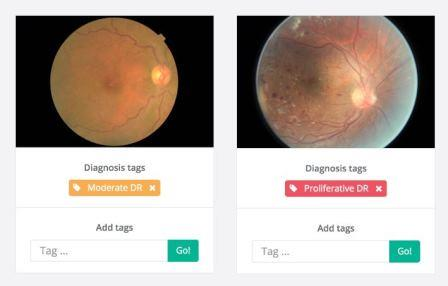 Diagnosis tags
Moderate DR ×
Add tags
Tag ...
Go!
Diagnosis tags
Proliferative DR ×
Add tags
Tag ...
Go!